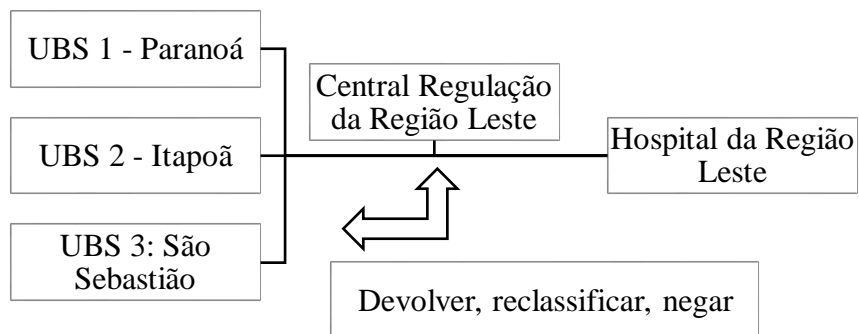 UBS 1 - Paranoá
Central Regulação
da Região Leste
UBS 2 - Itapoã
Hospital da Região
Leste
UBS 3: São
Sebastião
Devolver, reclassificar, negar